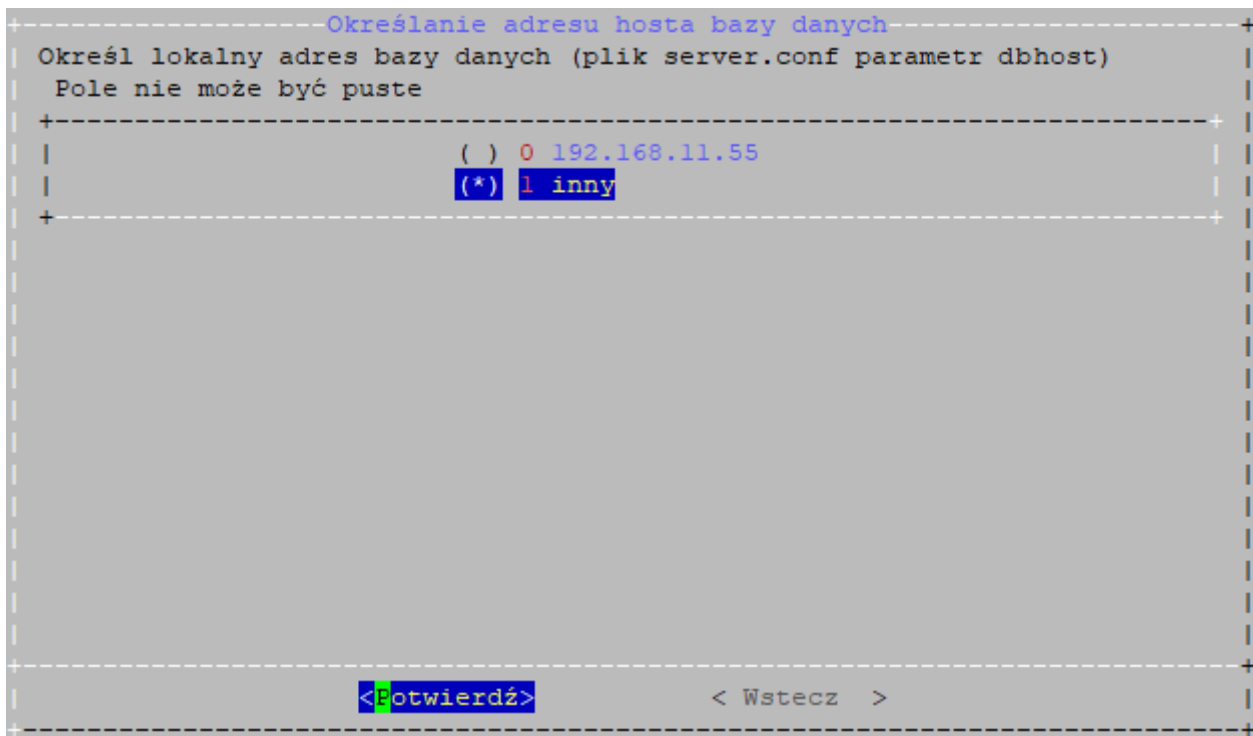 Określanie adresu hosta bazy danych
Określ lokalny adres bazy danych (plik server.conf parametr dbhost)
Pole nie może być puste
( ) 0 192.168.11.55
(*) 1 inny
<Potwierdź> < Wstecz >